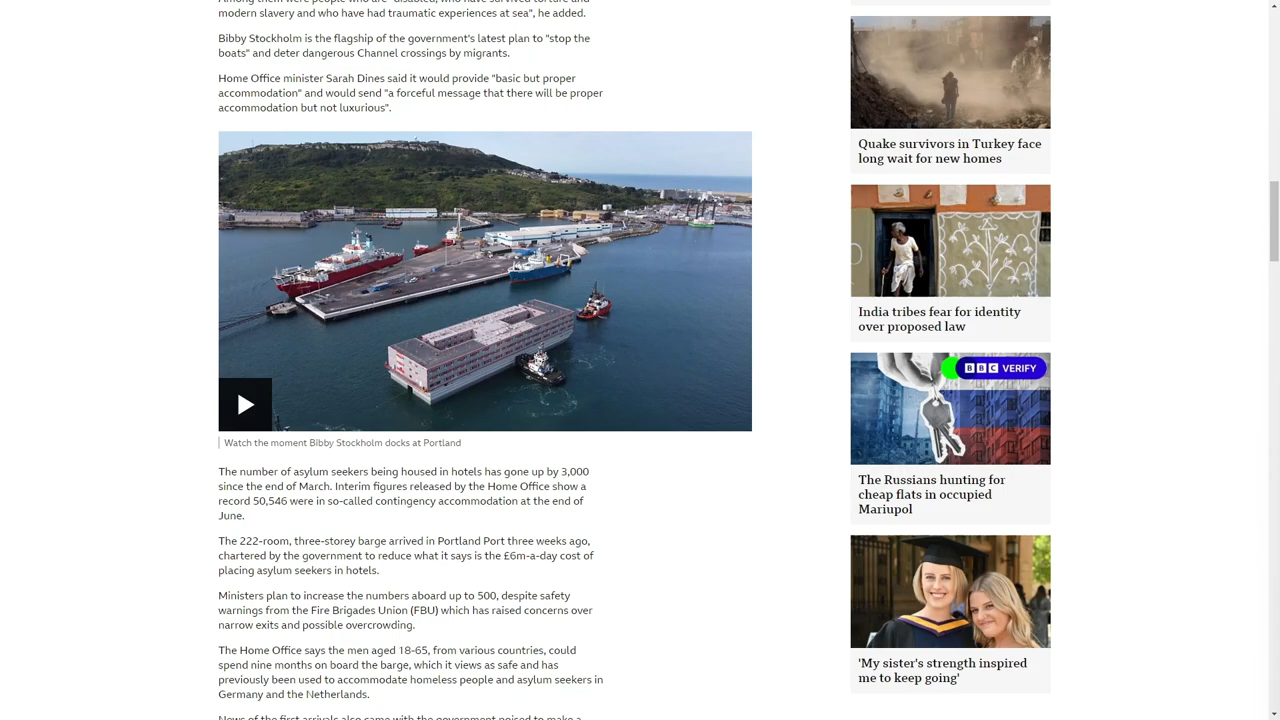 Among them were people who are "disabled, who have survived torture and
modern slavery and who have had traumatic experiences at sea", he added.
Bibby Stockholm is the flagship of the government's latest plan to "stop the
boats" and deter dangerous Channel crossings by migrants.
Home Office minister Sarah Dines said it would provide "basic but proper
accommodation" and would send "a forceful message that there will be proper
accommodation but not luxurious".
Watch the moment Bibby Stockholm docks at Portland
The number of asylum seekers being housed in hotels has gone up by 3,000
since the end of March. Interim figures released by the Home Office show a
record 50,546 were in so-called contingency accommodation at the end of
June.
The 222-room, three-storey barge arrived in Portland Port three weeks ago,
chartered by the government to reduce what it says is the £6m-a-day cost of
placing asylum seekers in hotels.
Ministers plan to increase the numbers aboard up to 500, despite safety
warnings from the Fire Brigades Union (FBU) which has raised concerns over
narrow exits and possible overcrowding.
The Home Office says the men aged 18-65, from various countries, could
spend nine months on board the barge, which it views as safe and has
previously been used to accommodate homeless people and asylum seekers in
Germany and the Netherlands.
News of the first arrivals also came with the government poised to make a
Quake survivors in Turkey face
long wait for new homes
India tribes fear for identity
over proposed law
BBC VERIFY
The Russians hunting for
cheap flats in occupied
Mariupol
'My sister's strength inspired
me to keep going'